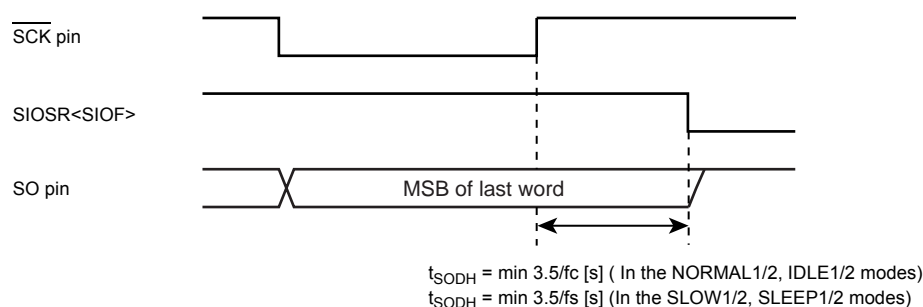 S̅C̅K̅ pin
SIOSR<SIOF>
SO pin
MSB of last word
tSODH = min 3.5/fc [s] ( In the NORMAL1/2, IDLE1/2 modes)
tSODH = min 3.5/fs [s] (In the SLOW1/2, SLEEP1/2 modes)